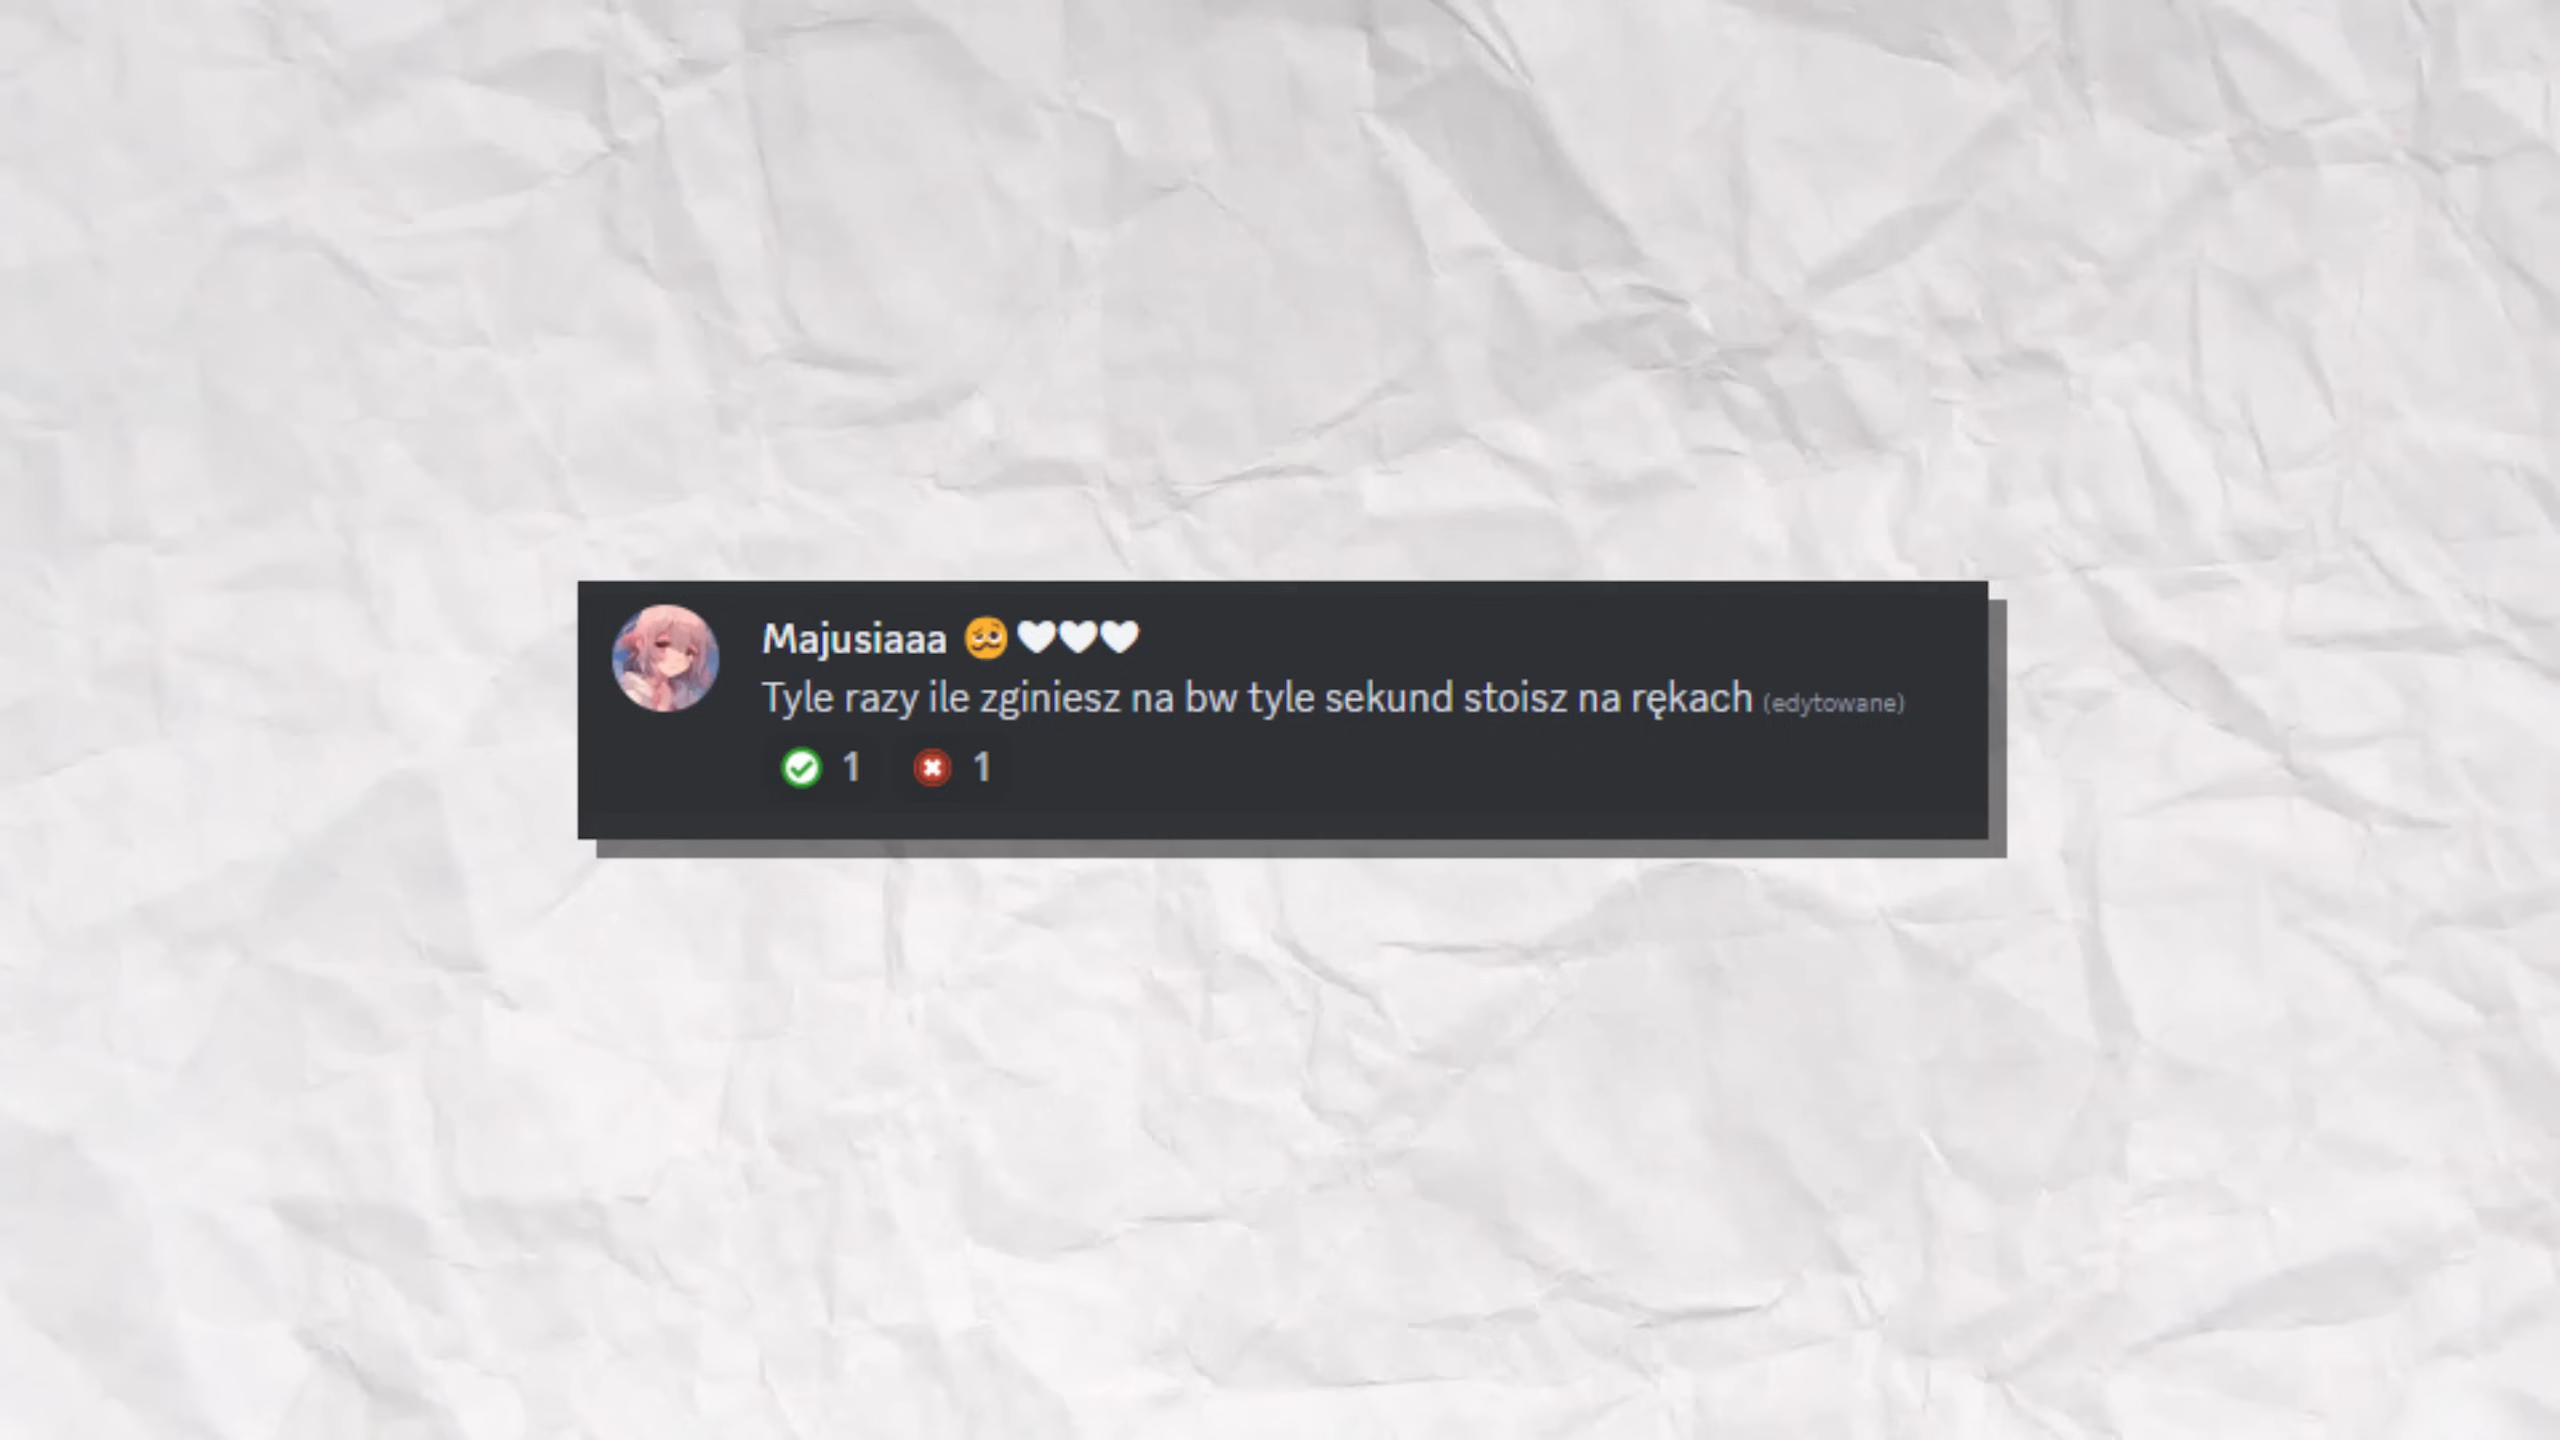 Majusiaaa 🥴🤍🤍🤍
Tyle razy ile zginiesz na bw tyle sekund stoisz na rękach (edytowane)
1 1